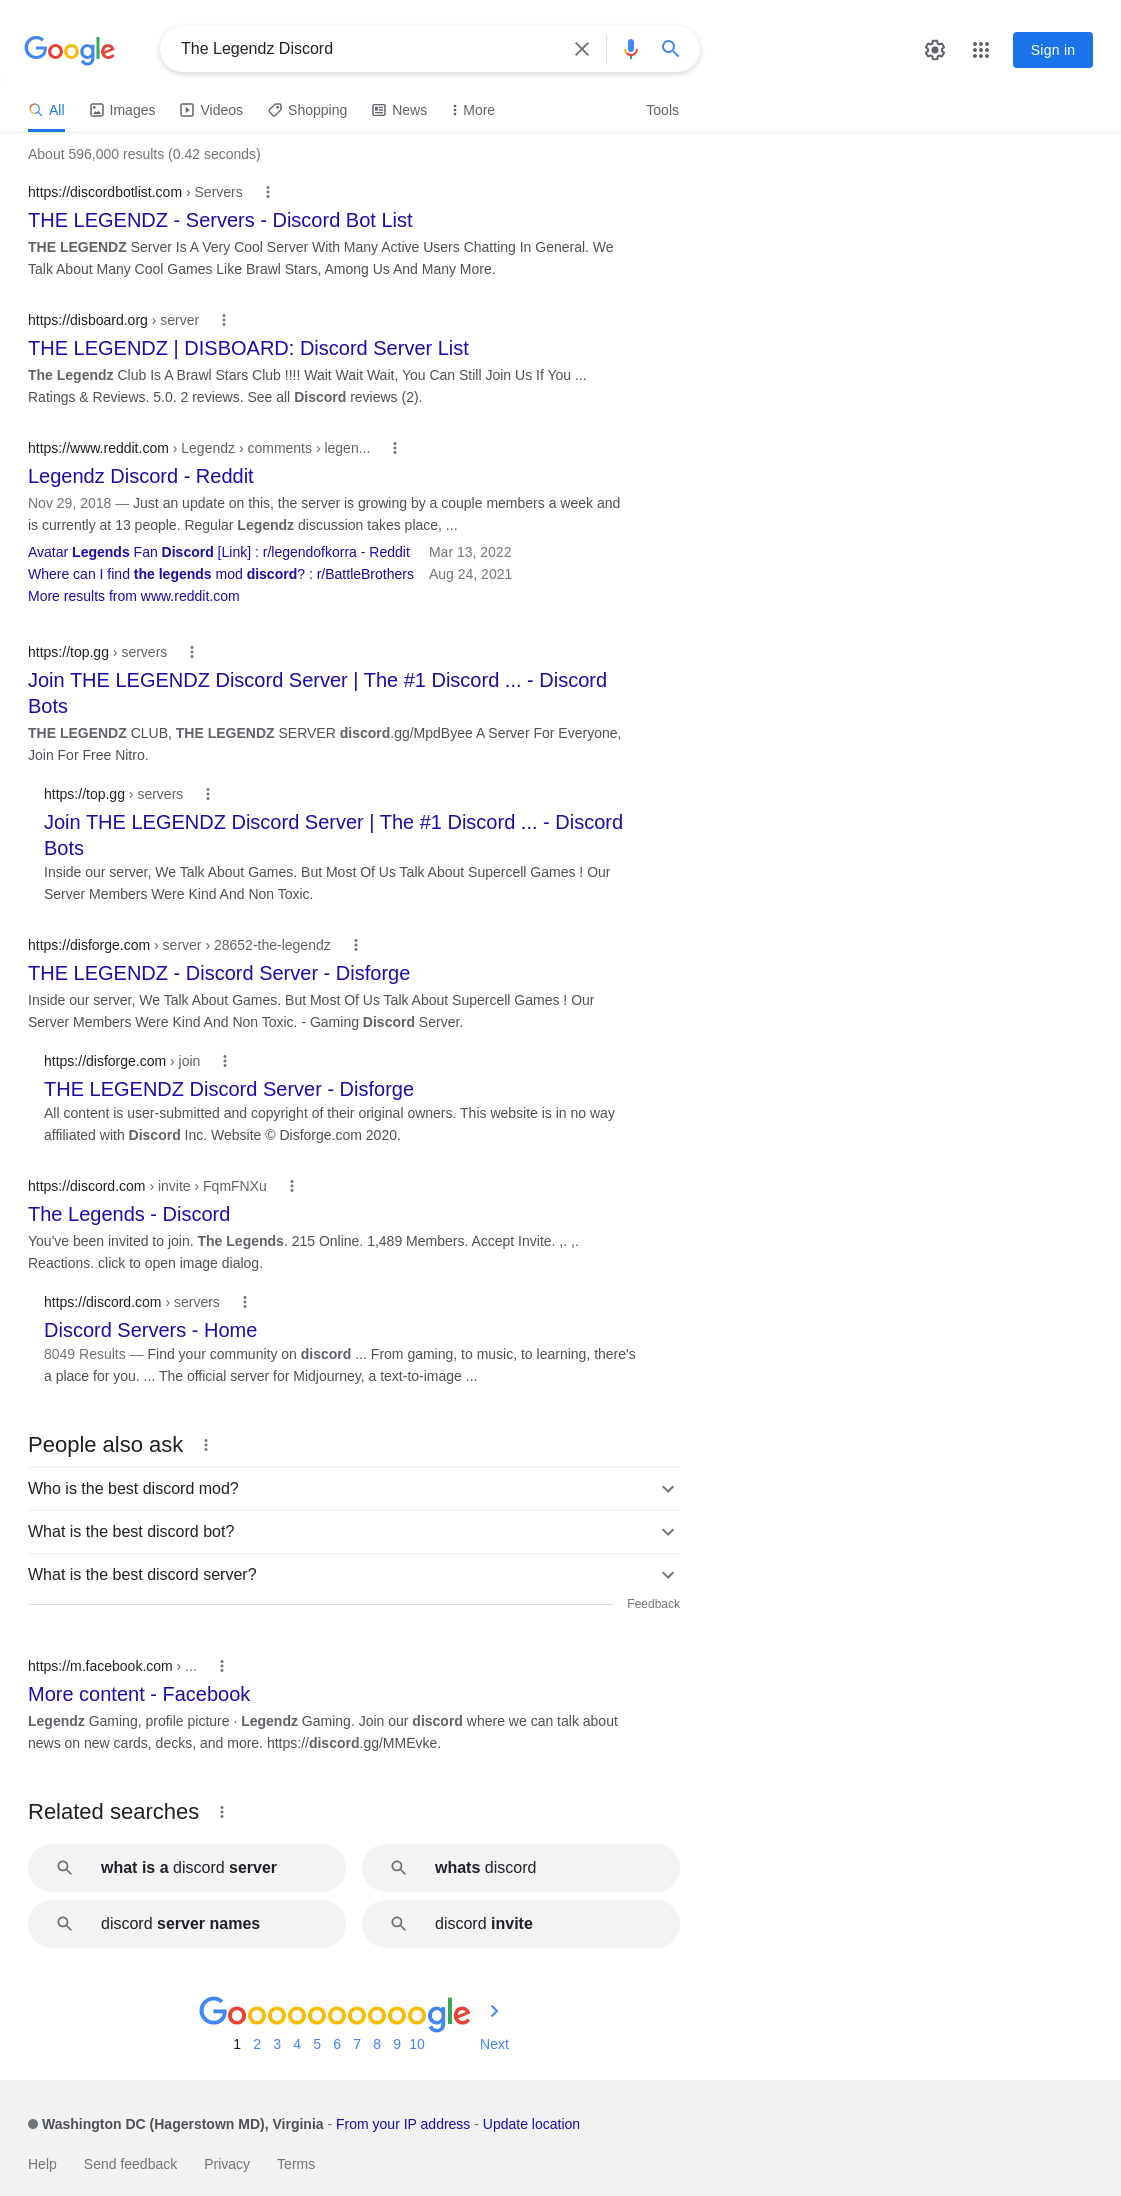 Google
The Legendz Discord
Sign in
All
Images
Videos
Shopping
News
More
Tools
About 596,000 results (0.42 seconds)
https://discordbotlist.com › Servers
THE LEGENDZ - Servers - Discord Bot List
THE LEGENDZ Server Is A Very Cool Server With Many Active Users Chatting In General. We
Talk About Many Cool Games Like Brawl Stars, Among Us And Many More.
https://disboard.org › server
THE LEGENDZ | DISBOARD: Discord Server List
The Legendz Club Is A Brawl Stars Club !!!! Wait Wait Wait, You Can Still Join Us If You ...
Ratings & Reviews. 5.0. 2 reviews. See all Discord reviews (2).
https://www.reddit.com › Legendz › comments › legen...
Legendz Discord - Reddit
Nov 29, 2018 — Just an update on this, the server is growing by a couple members a week and
is currently at 13 people. Regular Legendz discussion takes place, ...
Avatar Legends Fan Discord [Link] : r/legendofkorra - Reddit Mar 13, 2022
Where can I find the legends mod discord? : r/BattleBrothers Aug 24, 2021
More results from www.reddit.com
https://top.gg › servers
Join THE LEGENDZ Discord Server | The #1 Discord ... - Discord
Bots
THE LEGENDZ CLUB, THE LEGENDZ SERVER discord.gg/MpdByee A Server For Everyone,
Join For Free Nitro.
https://top.gg › servers
Join THE LEGENDZ Discord Server | The #1 Discord ... - Discord
Bots
Inside our server, We Talk About Games. But Most Of Us Talk About Supercell Games ! Our
Server Members Were Kind And Non Toxic.
https://disforge.com › server › 28652-the-legendz
THE LEGENDZ - Discord Server - Disforge
Inside our server, We Talk About Games. But Most Of Us Talk About Supercell Games ! Our
Server Members Were Kind And Non Toxic. - Gaming Discord Server.
https://disforge.com › join
THE LEGENDZ Discord Server - Disforge
All content is user-submitted and copyright of their original owners. This website is in no way
affiliated with Discord Inc. Website © Disforge.com 2020.
https://discord.com › invite › FqmFNXu
The Legends - Discord
You've been invited to join. The Legends. 215 Online. 1,489 Members. Accept Invite. ,. ,.
Reactions. click to open image dialog.
https://discord.com › servers
Discord Servers - Home
8049 Results — Find your community on discord ... From gaming, to music, to learning, there's
a place for you. ... The official server for Midjourney, a text-to-image ...
People also ask
Who is the best discord mod?
What is the best discord bot?
What is the best discord server?
Feedback
https://m.facebook.com › ...
More content - Facebook
Legendz Gaming, profile picture · Legendz Gaming. Join our discord where we can talk about
news on new cards, decks, and more. https://discord.gg/MMEvke.
Related searches
what is a discord server
whats discord
discord server names
discord invite
Goooooooooogle
1 2 3 4 5 6 7 8 9 10 Next
Washington DC (Hagerstown MD), Virginia - From your IP address - Update location
Help Send feedback Privacy Terms